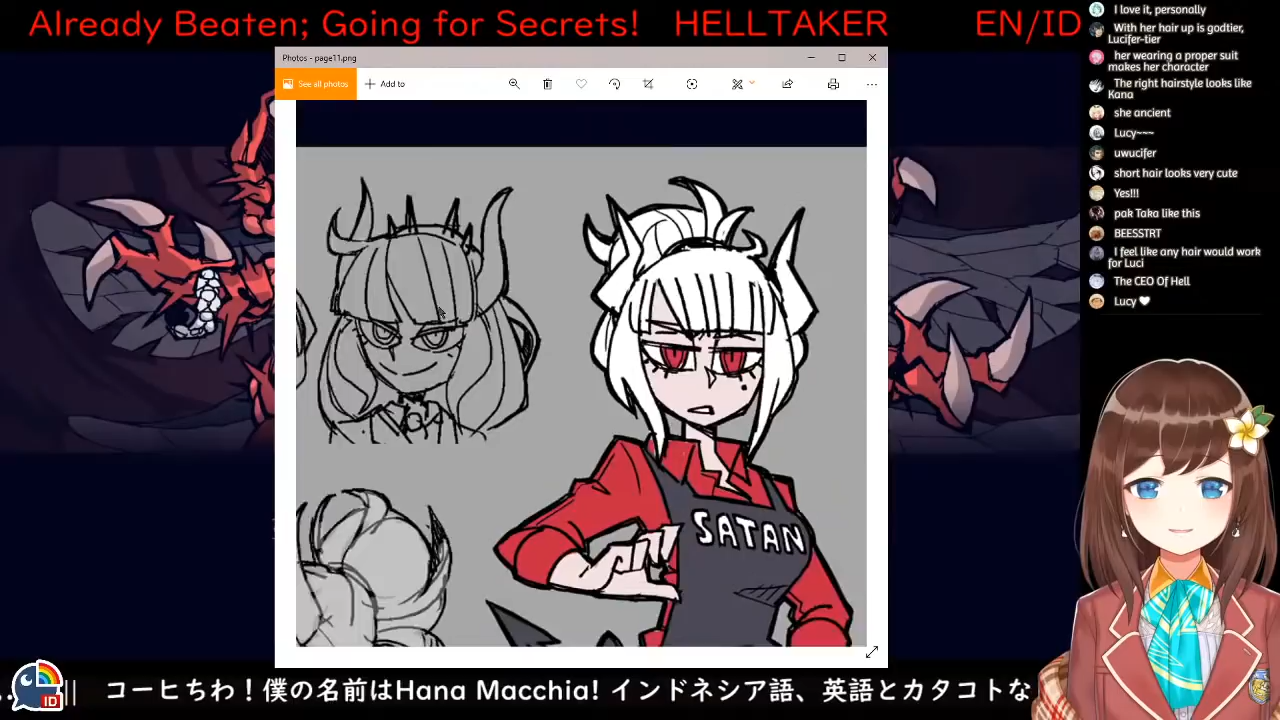 Already Beaten; Going for Secrets! HELLTAKER EN/ID
Photos - page11.png
See all photos
Add to
SATAN
I love it, personally
With her hair up is godtier,
Lucifer-tier
her wearing a proper suit
makes her character
The right hairstyle looks like
Kana
she ancient
Lucy~~~
uwucifer
short hair looks very cute
Yes!!!
pak Taka like this
BEESSTRT
I feel like any hair would work
for Luci
The CEO Of Hell
Lucy ♥
ID
コーヒちわ！僕の名前はHana Macchia! インドネシア語、英語とカタコトな